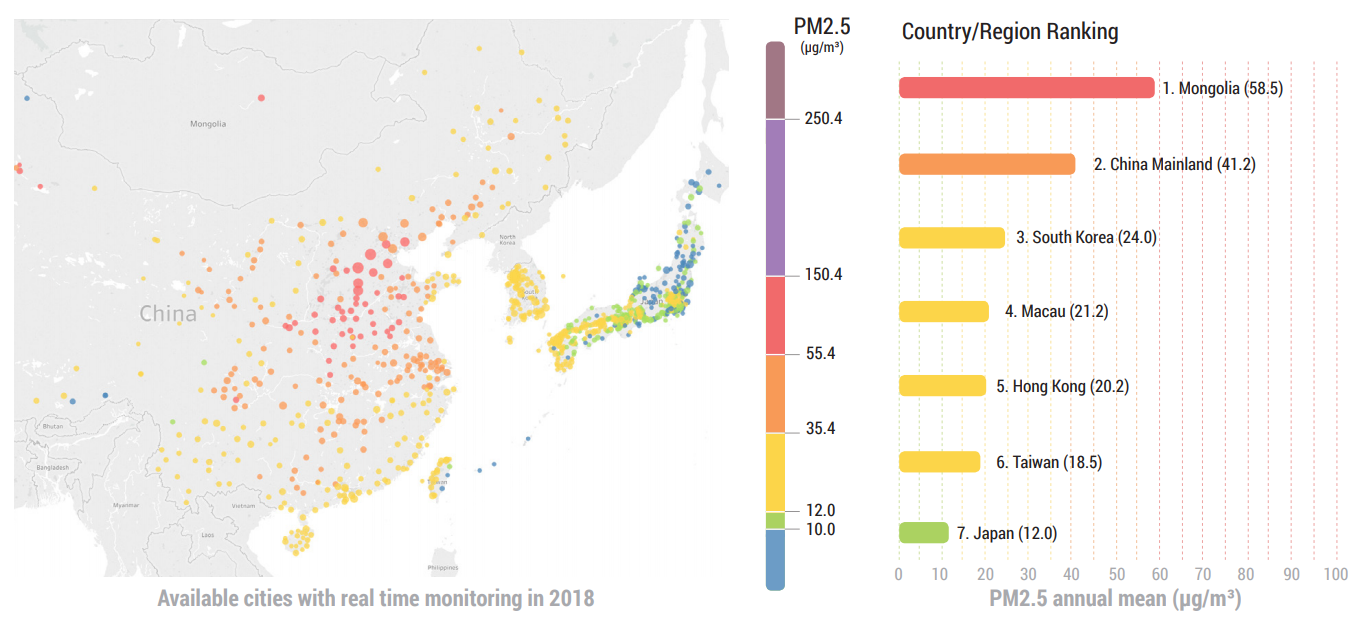 Mongolia
China
North
Korea
South
Korea
Japan
Bhutan
Bangladesh
Myanmar
Vietnam
Laos
Taiwan
Philippines
Available cities with real time monitoring in 2018
PM2.5
(µg/m³)
250.4
150.4
55.4
35.4
12.0
10.0
Country/Region Ranking
1. Mongolia (58.5)
2. China Mainland (41.2)
3. South Korea (24.0)
4. Macau (21.2)
5. Hong Kong (20.2)
6. Taiwan (18.5)
7. Japan (12.0)
0 10 20 30 40 50 60 70 80 90 100
PM2.5 annual mean (µg/m³)